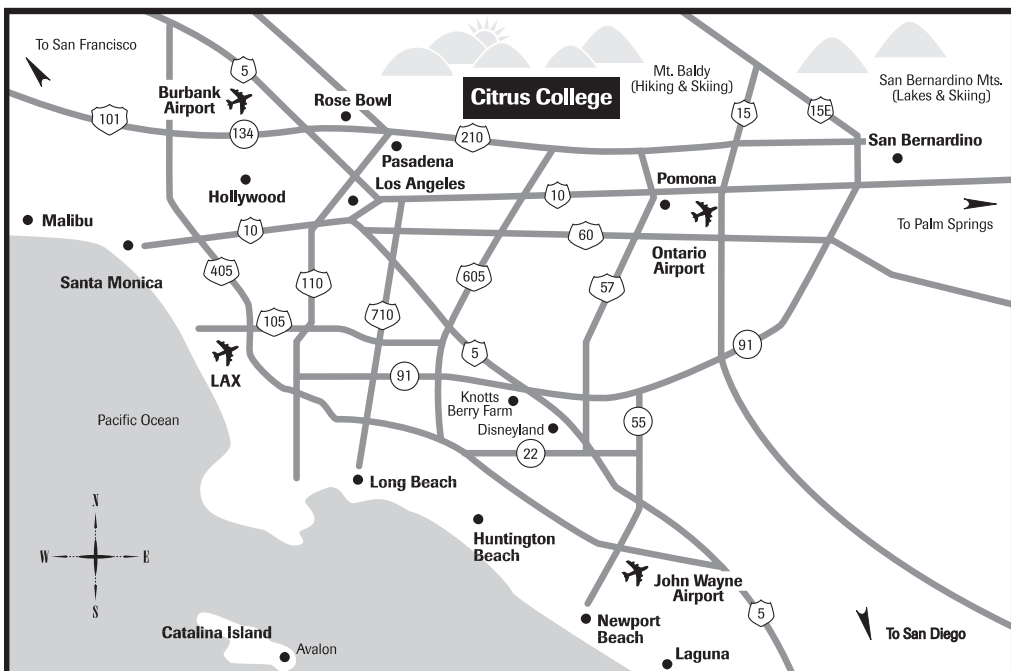 To San Francisco
5
Burbank
Airport
101
134
Rose Bowl
Citrus College
Mt. Baldy
(Hiking & Skiing)
15
15E
San Bernardino Mts.
(Lakes & Skiing)
210
San Bernardino
Pasadena
Hollywood
Los Angeles
Pomona
10
Malibu
10
60
To Palm Springs
Ontario
Airport
Santa Monica
405
110
605
57
710
105
LAX
5
91
91
Knotts
Berry Farm
Disneyland
55
22
Pacific Ocean
Long Beach
N
W
E
S
Huntington
Beach
John Wayne
Airport
5
Newport
Beach
To San Diego
Catalina Island
Avalon
Laguna